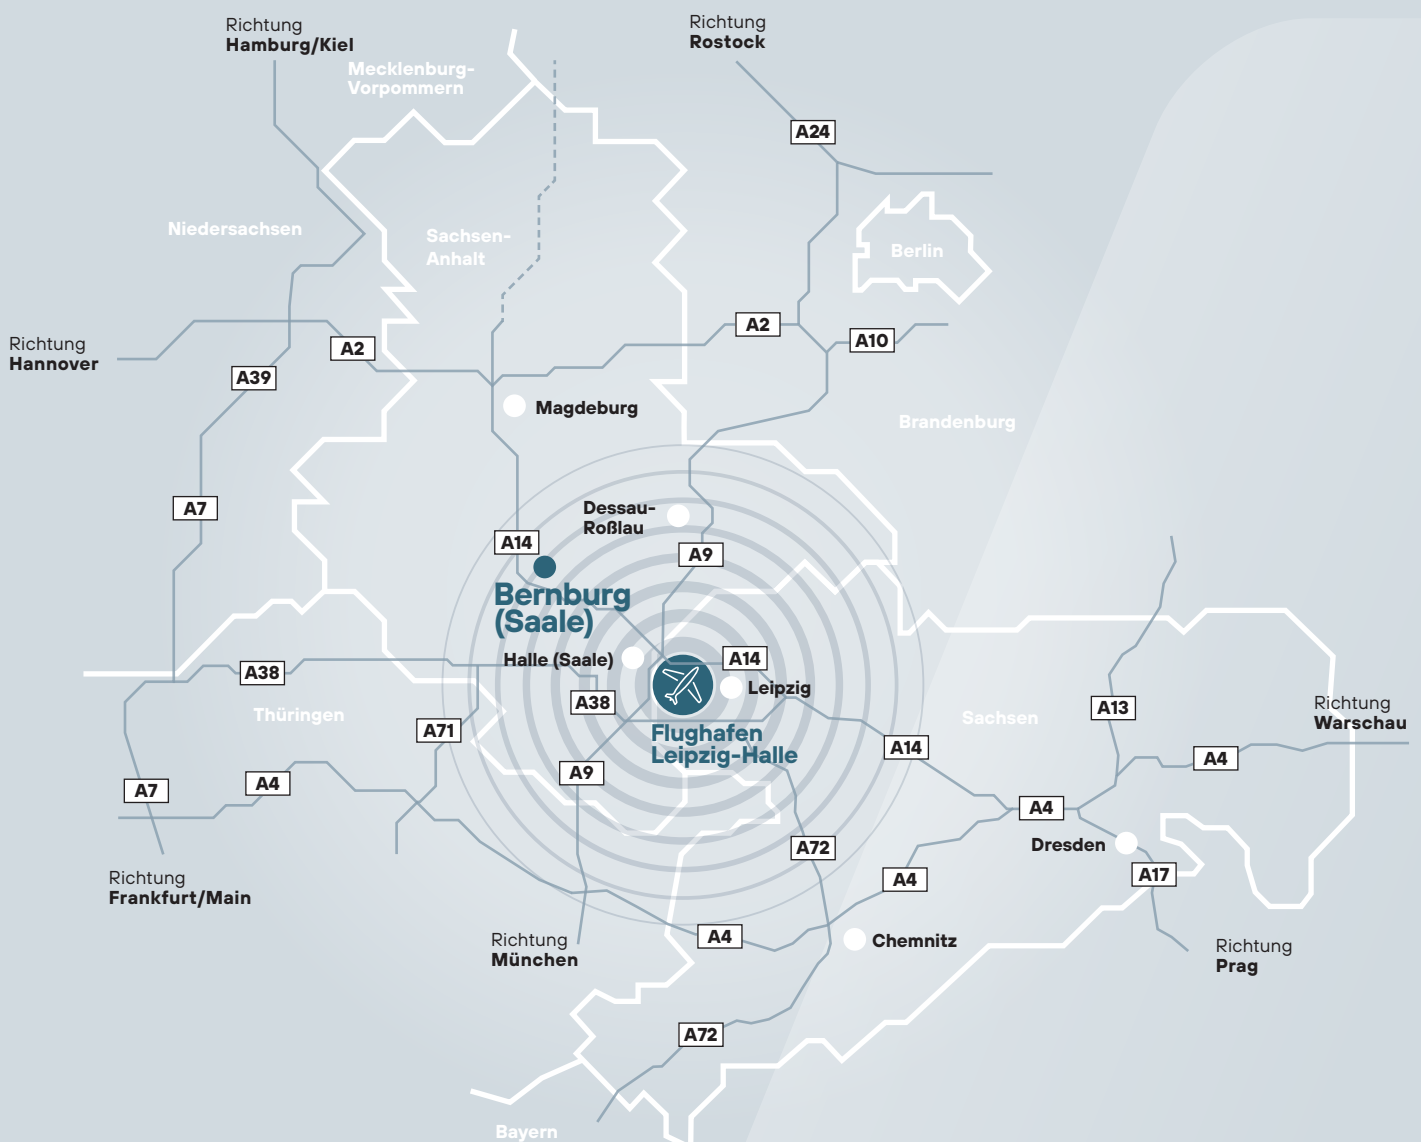 Richtung
Hamburg/Kiel
Richtung
Rostock
Mecklenburg-
Vorpommern
A24
Niedersachsen
Sachsen-
Anhalt
Berlin
A2
A10
Richtung
Hannover
A2
A39
Magdeburg
Brandenburg
A7
Dessau-
Roßlau
A14
A9
Bernburg
(Saale)
Halle (Saale)
A14
A38
Leipzig
A38
Thüringen
A71
Flughafen
Leipzig-Halle
Sachsen
A13
Richtung
Warschau
A14
A4
A9
A7
A4
A4
Dresden
A72
A17
A4
Richtung
Frankfurt/Main
A4
Chemnitz
Richtung
München
Richtung
Prag
A72
Bayern